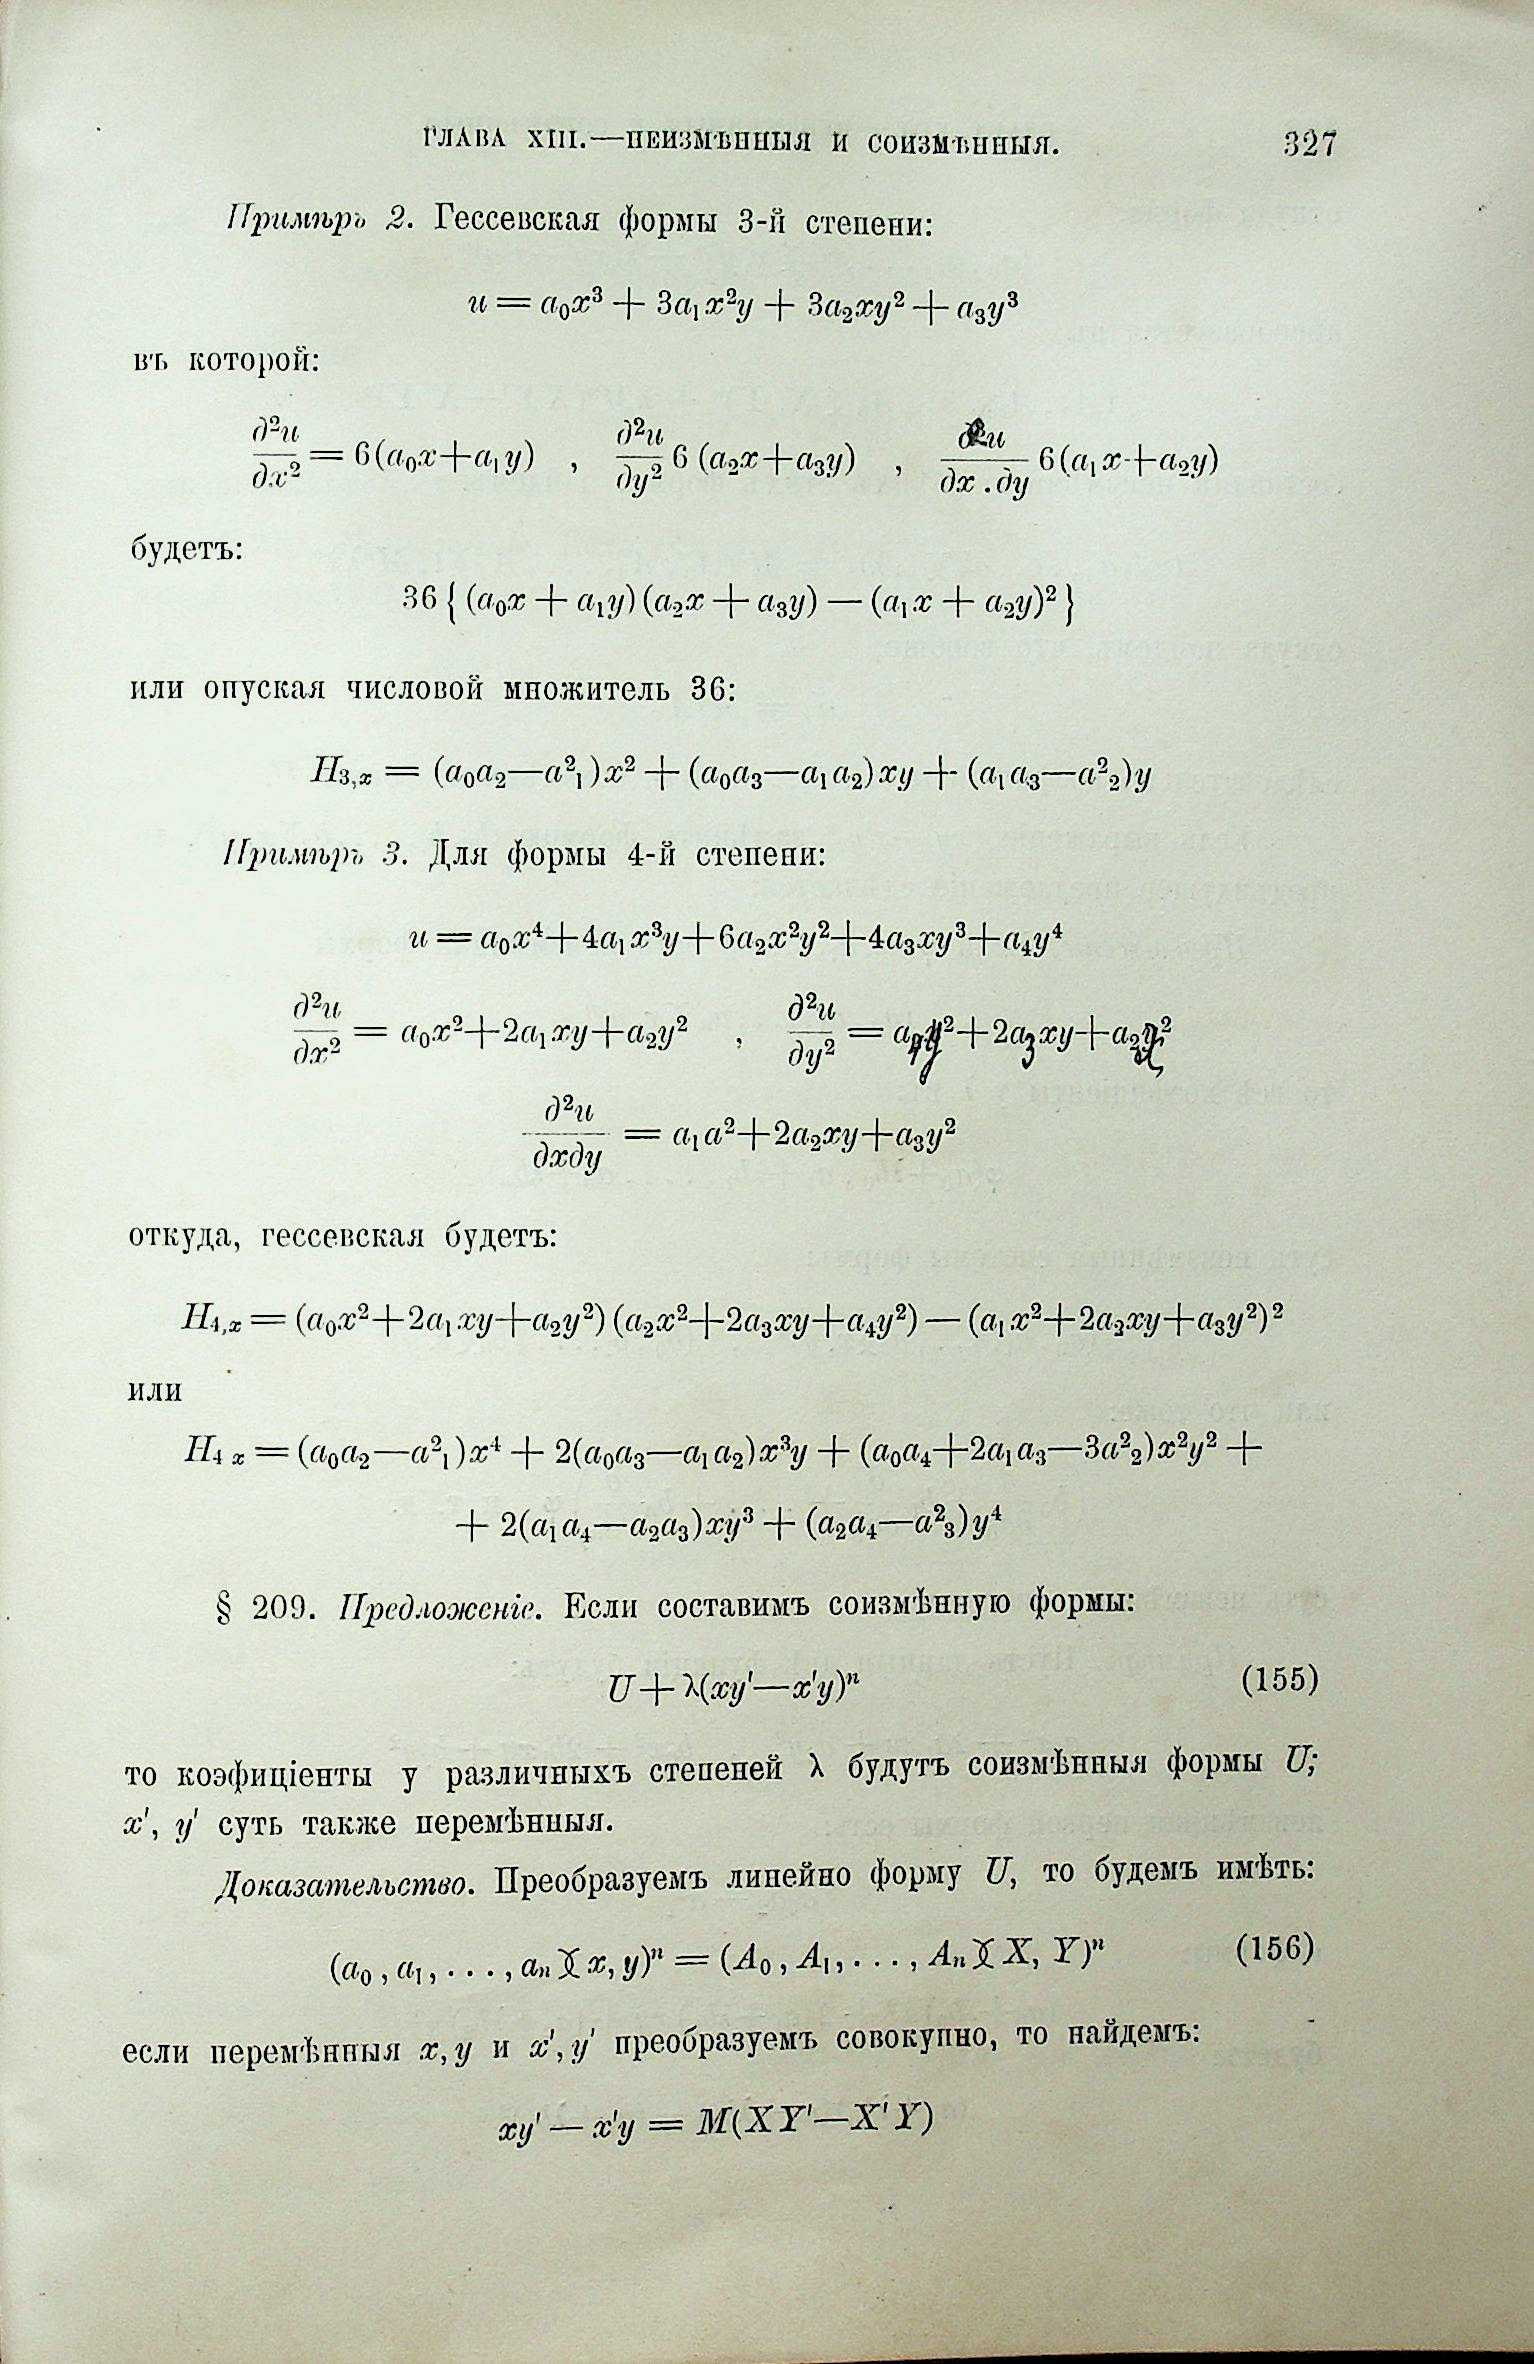 ГЛАВА XIII.—НЕИЗМѢННЫЯ И СОИЗМѢННЫЯ. 327
Примѣръ 2. Гессевская формы 3-й степени:
u = a₀x³ + 3a₁x²y + 3a₂xy² + a₃y³
въ которой:
∂²u/∂x² = 6(a₀x+a₁y) , ∂²u/∂y² 6 (a₂x+a₃y) , ∂²u/∂x.∂y 6(a₁x+a₂y)
будетъ:
36 { (a₀x + a₁y) (a₂x + a₃y) — (a₁x + a₂y)² }
или опуская числовой множитель 36:
H₃,ₓ = (a₀a₂—a²₁)x² + (a₀a₃—a₁a₂)xy + (a₁a₃—a²₂)y
Примѣръ 3. Для формы 4-й степени:
u = a₀x⁴+4a₁x³y+6a₂x²y²+4a₃xy³+a₄y⁴
∂²u/∂x² = a₀x²+2a₁xy+a₂y² , ∂²u/∂y² = a₄y²+2a₃xy+a₂x²
∂²u/∂x∂y = a₁a²+2a₂xy+a₃y²
откуда, гессевская будетъ:
H₄,ₓ = (a₀x²+2a₁xy+a₂y²) (a₂x²+2a₃xy+a₄y²) — (a₁x²+2a₂xy+a₃y²)²
или
H₄ ₓ = (a₀a₂—a²₁)x⁴ + 2(a₀a₃—a₁a₂)x³y + (a₀a₄+2a₁a₃—3a²₂)x²y² +
+ 2(a₁a₄—a₂a₃)xy³ + (a₂a₄—a²₃)y⁴
§ 209. Предложеніе. Если составимъ соизмѣнную формы:
U + λ(xy'—x'y)ⁿ (155)
то коэфиціенты у различныхъ степеней λ будутъ соизмѣнныя формы U;
x', y' суть также перемѣнныя.
Доказательство. Преобразуемъ линейно форму U, то будемъ имѣть:
(a₀ , a₁ , . . . , aₙ)(x, y)ⁿ = (A₀ , A₁, . . . , Aₙ)(X, Y)ⁿ (156)
если перемѣнныя x, y и x', y' преобразуемъ совокупно, то найдемъ:
xy' — x'y = M(XY'—X'Y)